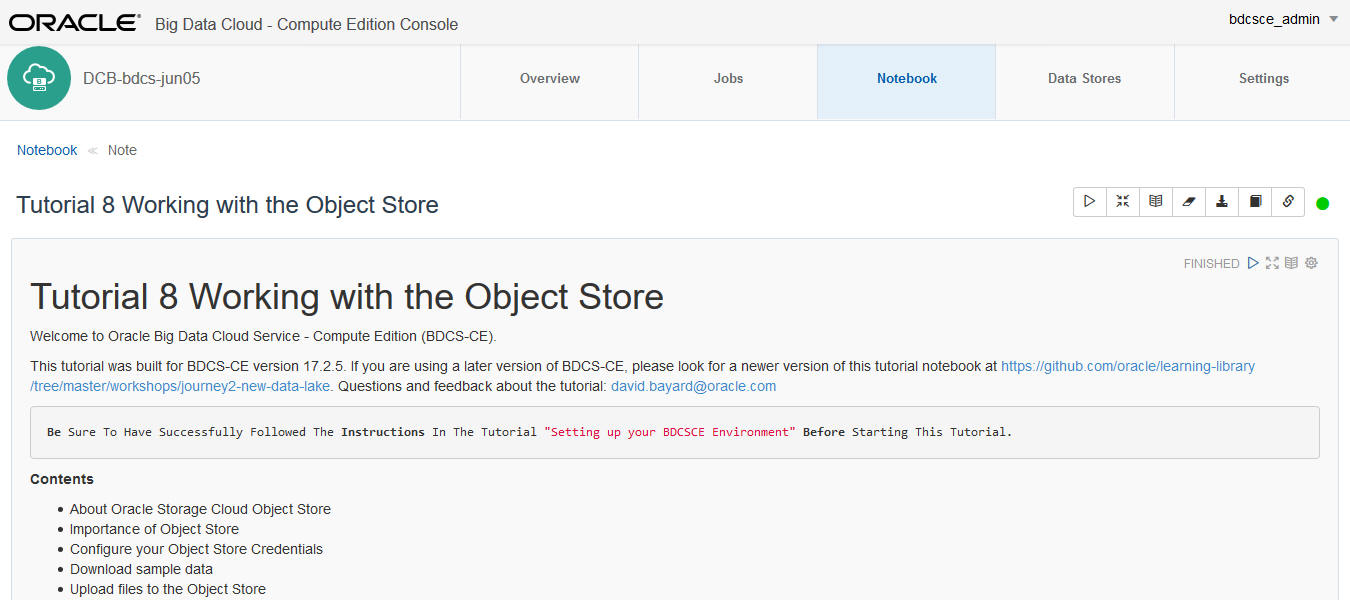 ORACLE Big Data Cloud - Compute Edition Console
bdcsce_admin
DCB-bdcs-jun05
Overview
Jobs
Notebook
Data Stores
Settings
Notebook ≪ Note
Tutorial 8 Working with the Object Store
FINISHED
Tutorial 8 Working with the Object Store
Welcome to Oracle Big Data Cloud Service - Compute Edition (BDCS-CE).
This tutorial was built for BDCS-CE version 17.2.5. If you are using a later version of BDCS-CE, please look for a newer version of this tutorial notebook at https://github.com/oracle/learning-library
/tree/master/workshops/journey2-new-data-lake. Questions and feedback about the tutorial: david.bayard@oracle.com
Be Sure To Have Successfully Followed The Instructions In The Tutorial "Setting up your BDCSCE Environment" Before Starting This Tutorial.
Contents
• About Oracle Storage Cloud Object Store
• Importance of Object Store
• Configure your Object Store Credentials
• Download sample data
• Upload files to the Object Store